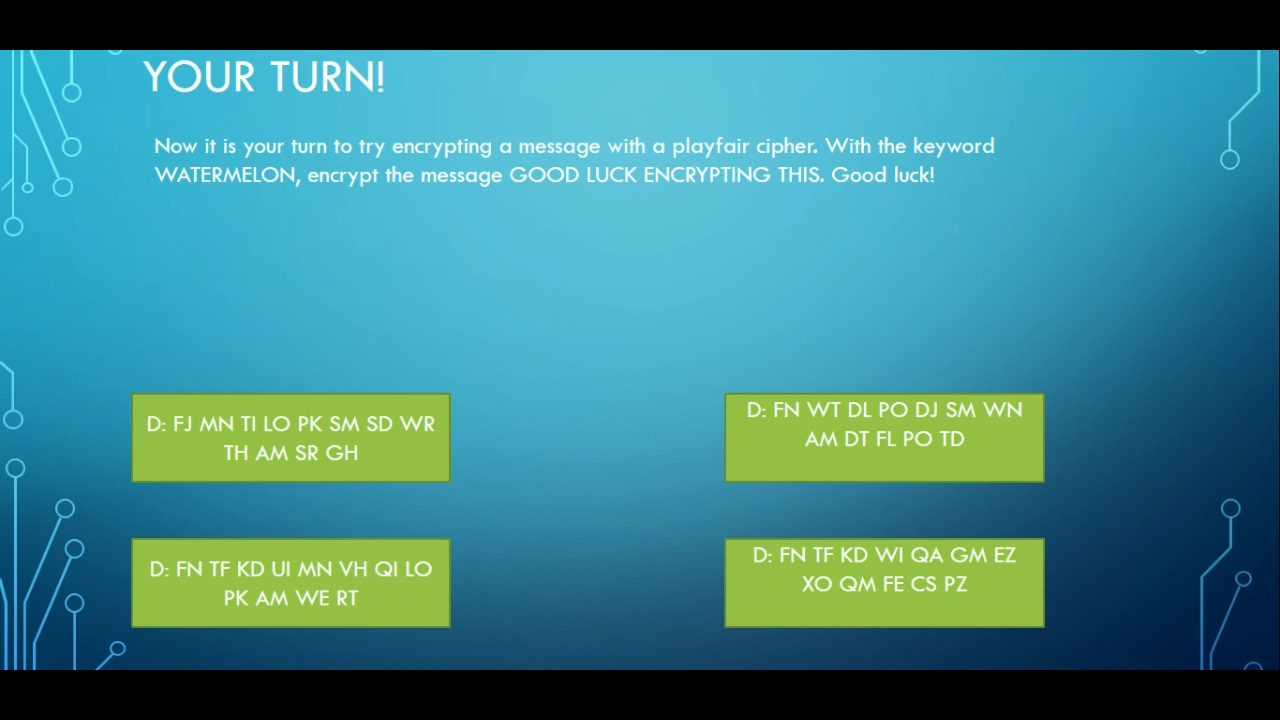 YOUR TURN!
Now it is your turn to try encrypting a message with a playfair cipher. With the keyword
WATERMELON, encrypt the message GOOD LUCK ENCRYPTING THIS. Good luck!
D: FJ MN TI LO PK SM SD WR
TH AM SR GH
D: FN WT DL PO DJ SM WN
AM DT FL PO TD
D: FN TF KD UI MN VH QI LO
PK AM WE RT
D: FN TF KD WI QA GM EZ
XO QM FE CS PZ